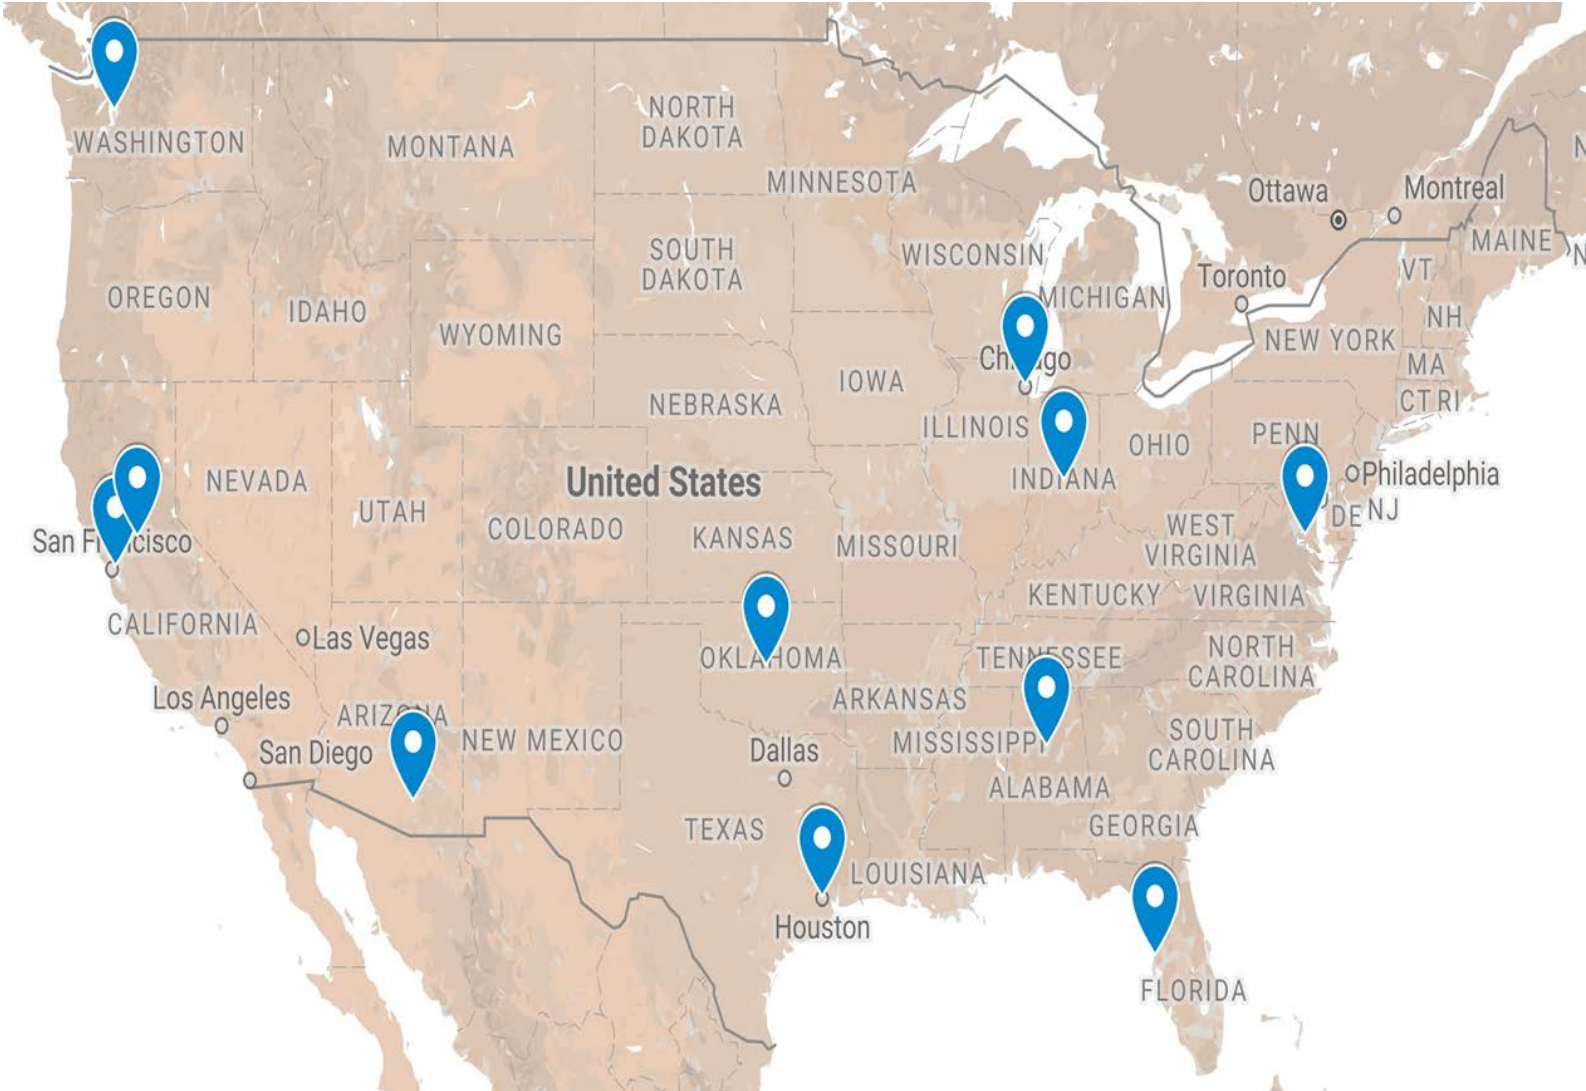 WASHINGTON
MONTANA
NORTH
DAKOTA
MINNESOTA
Ottawa
Montreal
MAINE
WISCONSIN
MICHIGAN
Toronto
VT
NH
SOUTH
DAKOTA
OREGON
IDAHO
WYOMING
NEW YORK
MA
CT RI
IOWA
NEBRASKA
ILLINOIS
INDIANA
OHIO
PENN
Philadelphia
DE NJ
NEVADA
UTAH
United States
COLORADO
KANSAS
MISSOURI
WEST
VIRGINIA
KENTUCKY
VIRGINIA
CALIFORNIA
Las Vegas
OKLAHOMA
TENNESSEE
NORTH
CAROLINA
Los Angeles
ARIZONA
NEW MEXICO
ARKANSAS
SOUTH
CAROLINA
San Diego
Dallas
MISSISSIPPI
ALABAMA
TEXAS
GEORGIA
LOUISIANA
Houston
FLORIDA